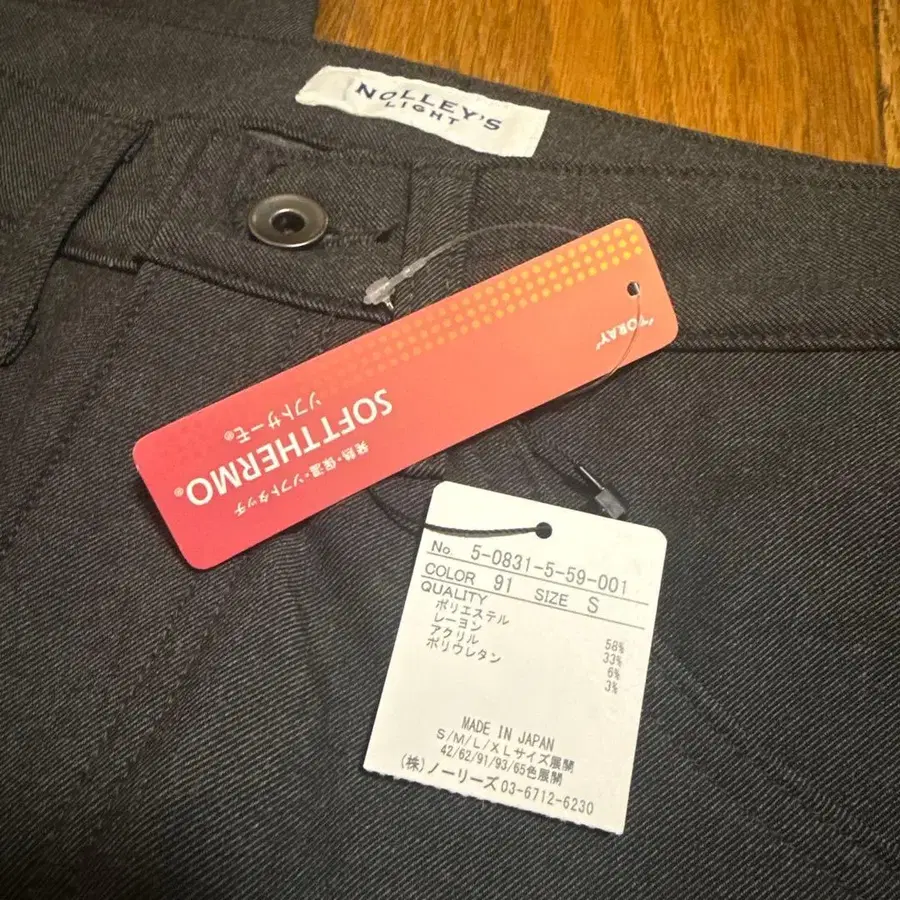 NOLLEY'S
LIGHT
"TORAY"
SOFTTHERMO®
ソフトサーモ®
発熱・保温・ソフトタッチ
No. 5-0831-5-59-001
COLOR 91 SIZE S
QUALITY
ポリエステル 58%
レーヨン 33%
アクリル 6%
ポリウレタン 3%
MADE IN JAPAN
S/M/L/XLサイズ展開
42/62/91/93/65色展開
(株)ノーリーズ 03-6712-6230